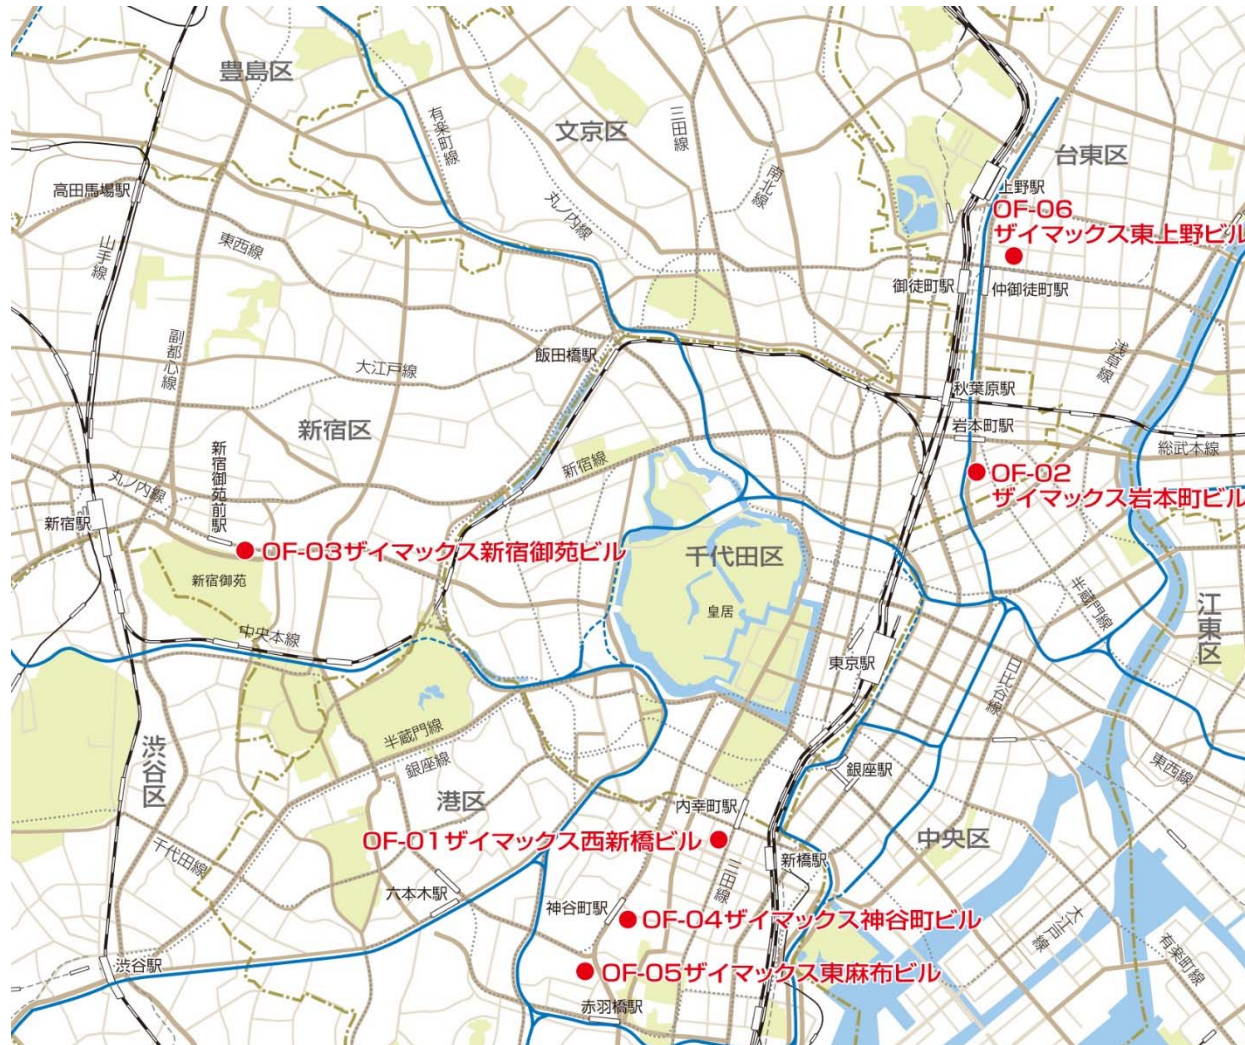 豊島区
文京区
有楽町線
三田線
南北線
台東区
高田馬場駅
上野駅
OF-06
ザイマックス東上野ビル
丸ノ内線
山手線
東西線
御徒町駅
仲御徒町駅
副都心線
飯田橋駅
大江戸線
浅草線
秋葉原駅
新宿区
岩本町駅
総武本線
新宿線
OF-02
ザイマックス岩本町ビル
丸ノ内線
新宿御苑前駅
新宿駅
OF-03ザイマックス新宿御苑ビル
千代田区
新宿御苑
皇居
半蔵門線
江東区
中央本線
東京駅
日比谷線
渋谷区
半蔵門線
銀座線
銀座駅
東西線
港区
内幸町駅
OF-01ザイマックス西新橋ビル
中央区
千代田線
三田線
新橋駅
六本木駅
神谷町駅
OF-04ザイマックス神谷町ビル
大江戸線
有楽町線
渋谷駅
OF-05ザイマックス東麻布ビル
赤羽橋駅